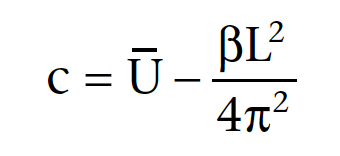 c = U̅ − βL²/4π²